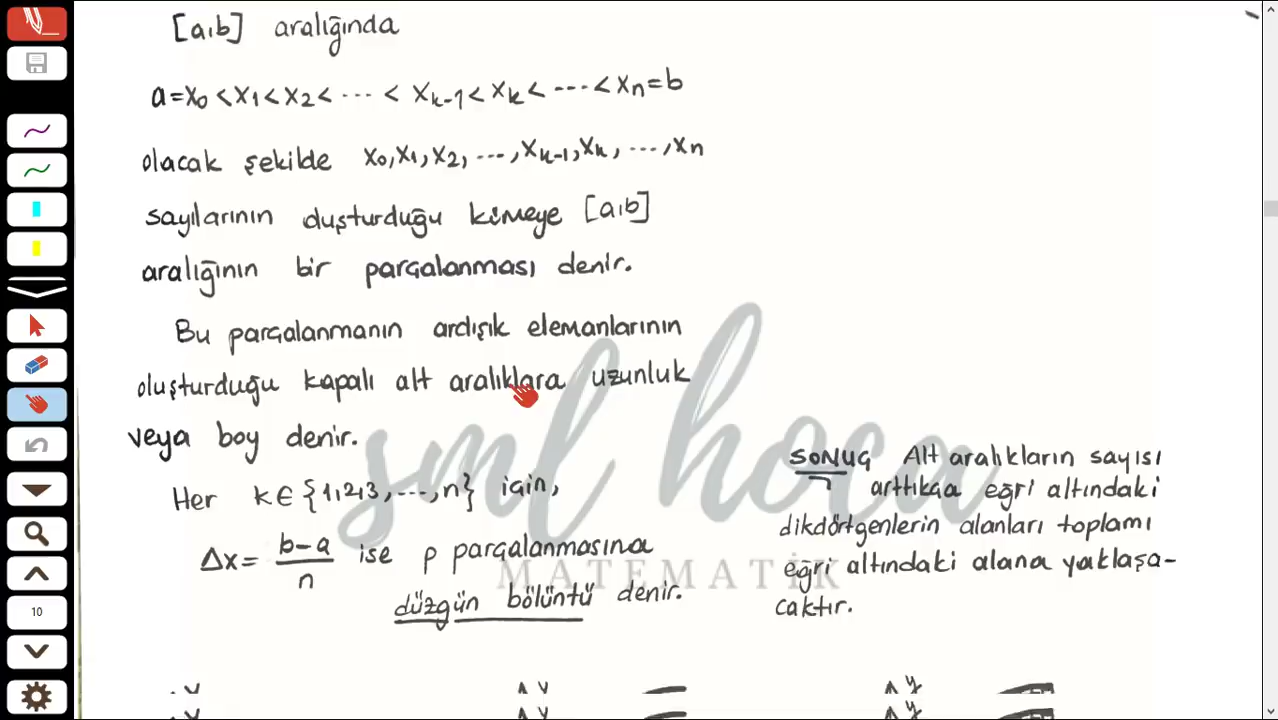 [a,b] aralığında
a=x₀<x₁<x₂<---<xₖ₋₁<xₖ<---<xₙ=b
olacak şekilde x₀,x₁,x₂,---,xₖ₋₁,xₖ,---,xₙ
sayılarının duşturduğu kümeye [a,b]
aralığının bir parçalanması denir.
Bu parçalanmanın ardışık elemanlarının
oluşturduğu kapalı alt aralıklara uzunluk
veya boy denir.
Her k∈{1,2,3,---,n} için,
Δx= b-a / n ise p parçalanmasına
düzgün bölüntü denir.
SONUÇ Alt aralıkların sayısı
arttıkça eğri altındaki
dikdörtgenlerin alanları toplamı
eğri altındaki alana yaklaşa-
caktır.
sml hoca
MATEMATİK
10
y y y